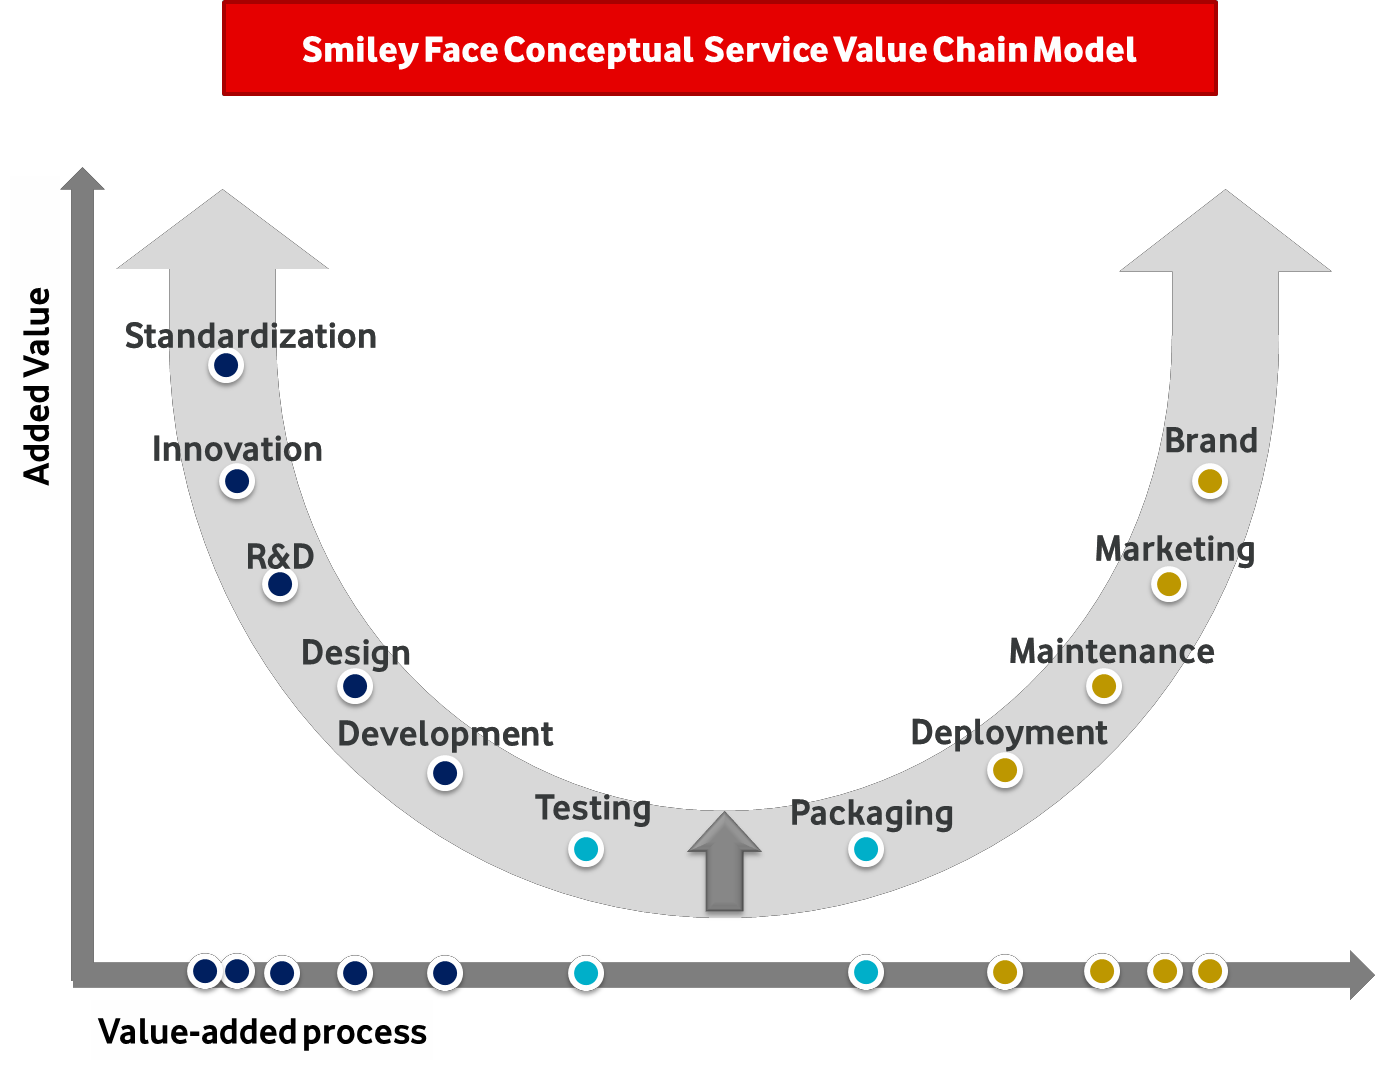 Smiley Face Conceptual Service Value Chain Model
Added Value
Standardization
Innovation
R&D
Design
Development
Testing
Packaging
Deployment
Maintenance
Marketing
Brand
Value-added process